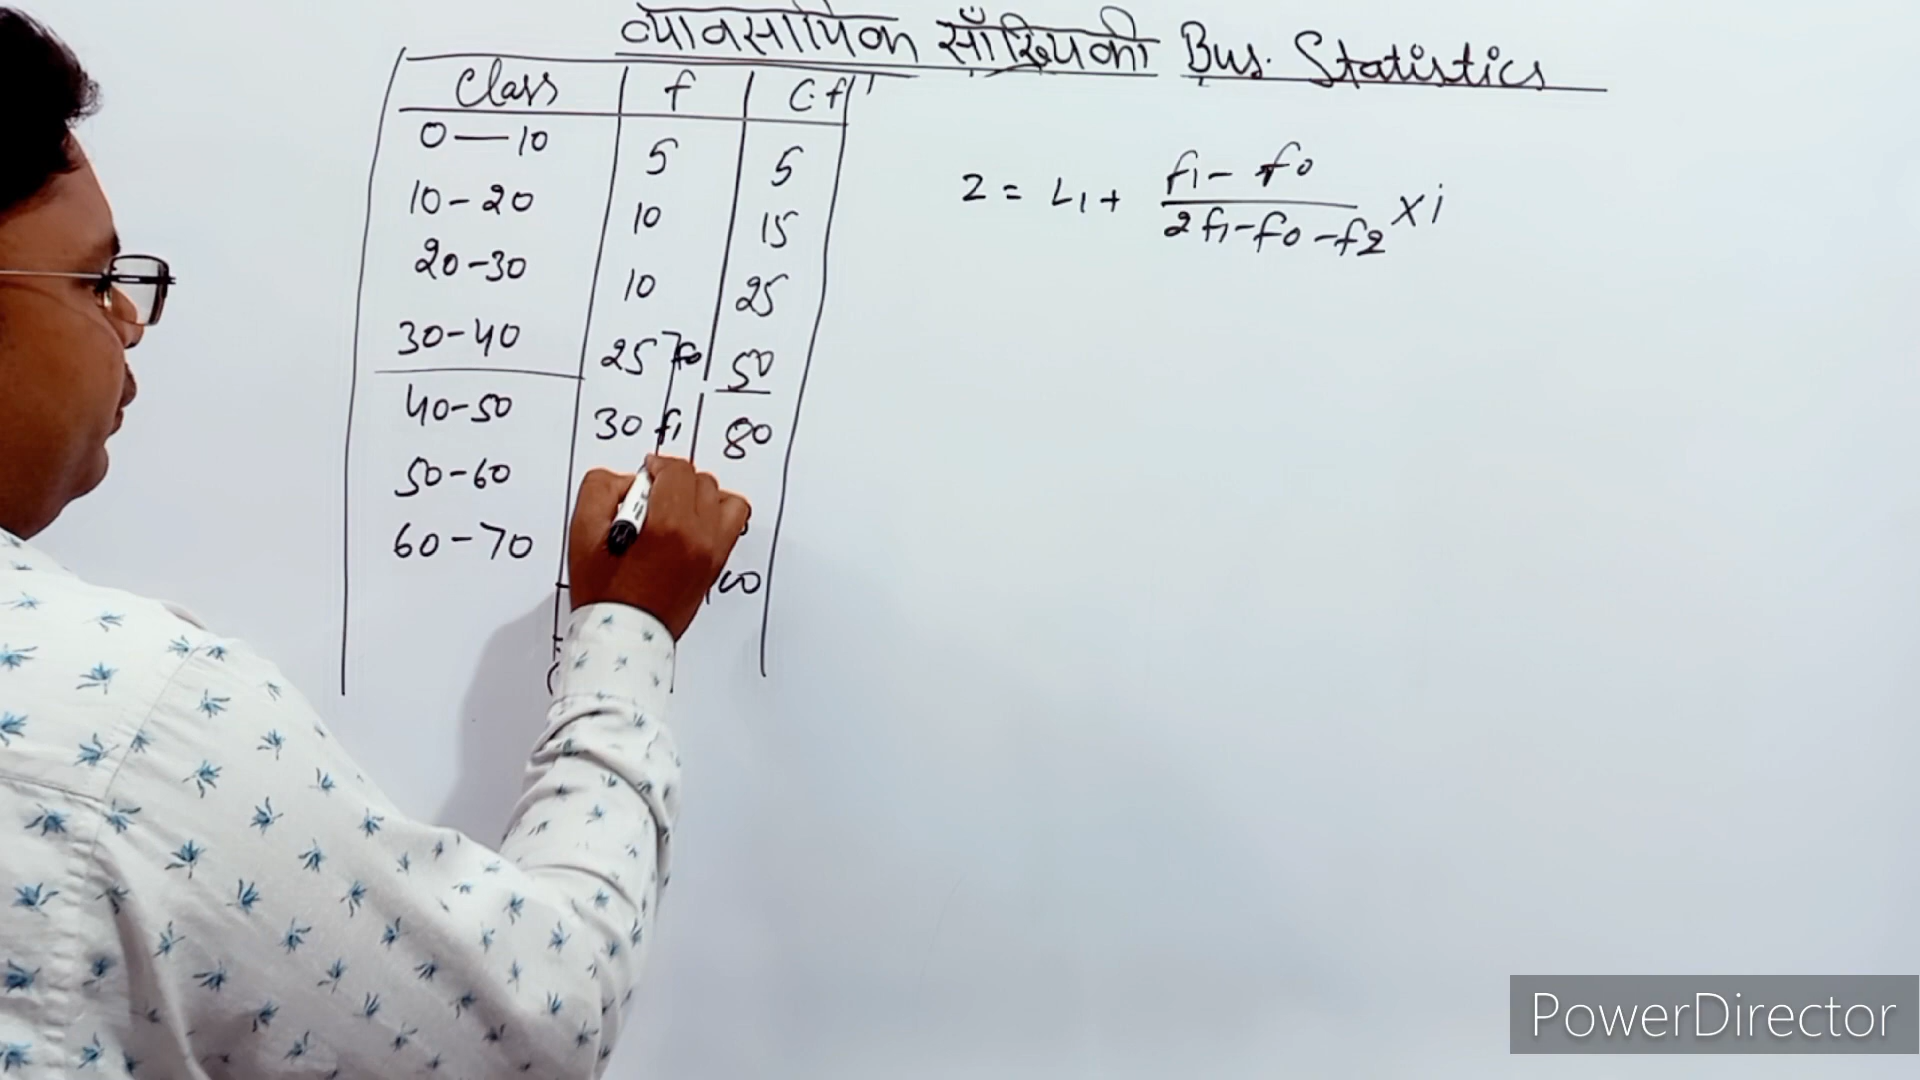 व्यावसायिक साँख्यिकी Bus. Statistics
Class f C.f
0—10 5 5
10-20 10 15
20-30 10 25
30-40 25 f0 50
40-50 30 f1 80
50-60
60-70
Z = L1 + f1 - f0 / 2f1-f0-f2 × i
PowerDirector